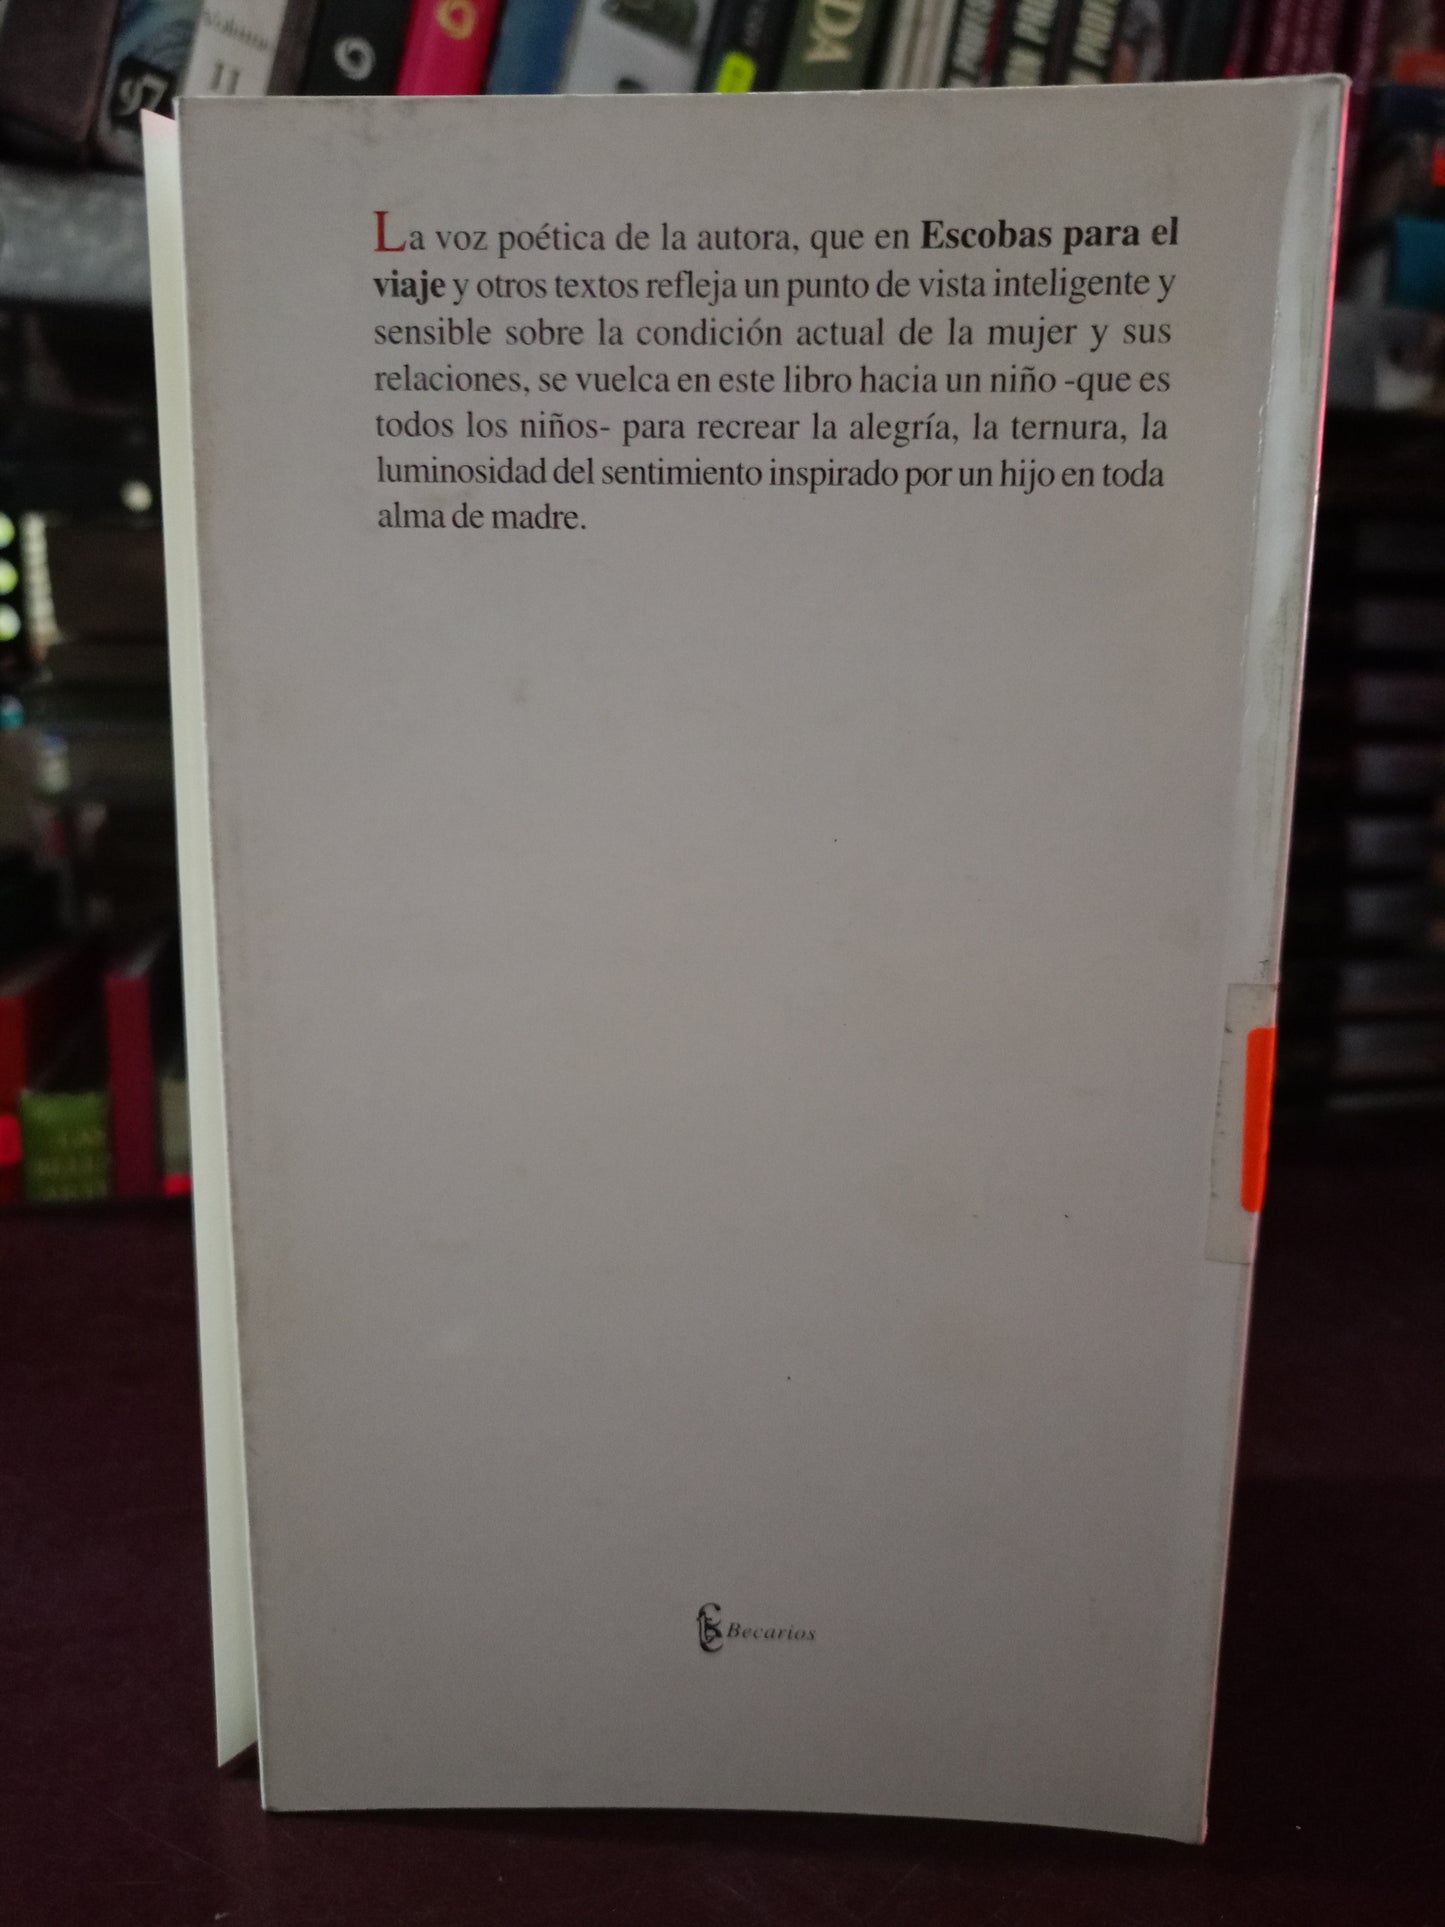 11
DA
La voz poética de la autora, que en Escobas para el
viaje y otros textos refleja un punto de vista inteligente y
sensible sobre la condición actual de la mujer y sus
relaciones, se vuelca en este libro hacia un niño -que es
todos los niños- para recrear la alegría, la ternura, la
luminosidad del sentimiento inspirado por un hijo en toda
alma de madre.
Becarios